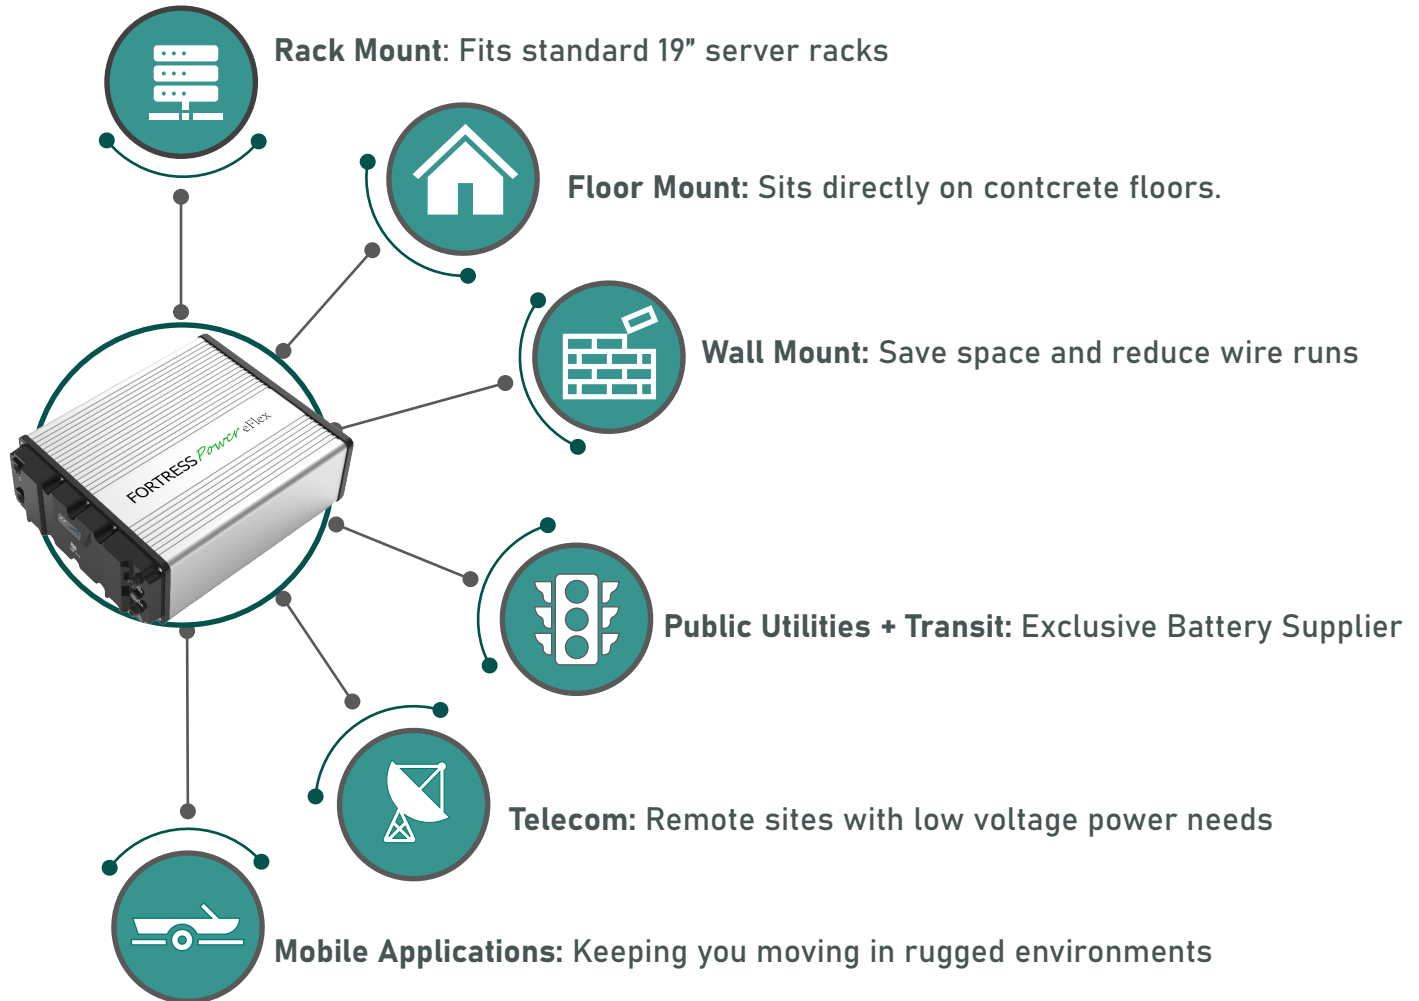 Rack Mount: Fits standard 19” server racks
Floor Mount: Sits directly on contcrete floors.
Wall Mount: Save space and reduce wire runs
FORTRESS Power eFlex
Public Utilities + Transit: Exclusive Battery Supplier
Telecom: Remote sites with low voltage power needs
Mobile Applications: Keeping you moving in rugged environments